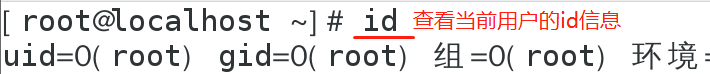 [ root@localhost ~] # id 查看当前用户的id信息
uid=0( root) gid=0( root) 组=0( root) 环境=